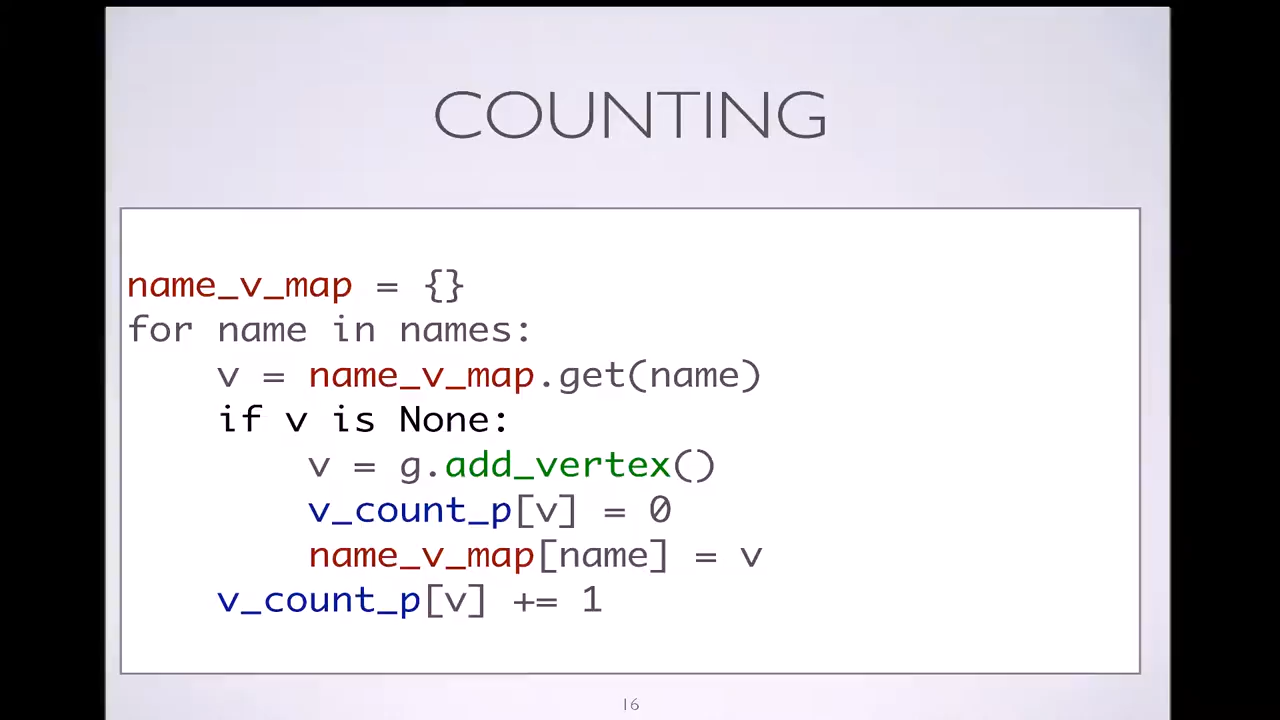 COUNTING
name_v_map = {}
for name in names:
    v = name_v_map.get(name)
    if v is None:
        v = g.add_vertex()
        v_count_p[v] = 0
        name_v_map[name] = v
    v_count_p[v] += 1
16